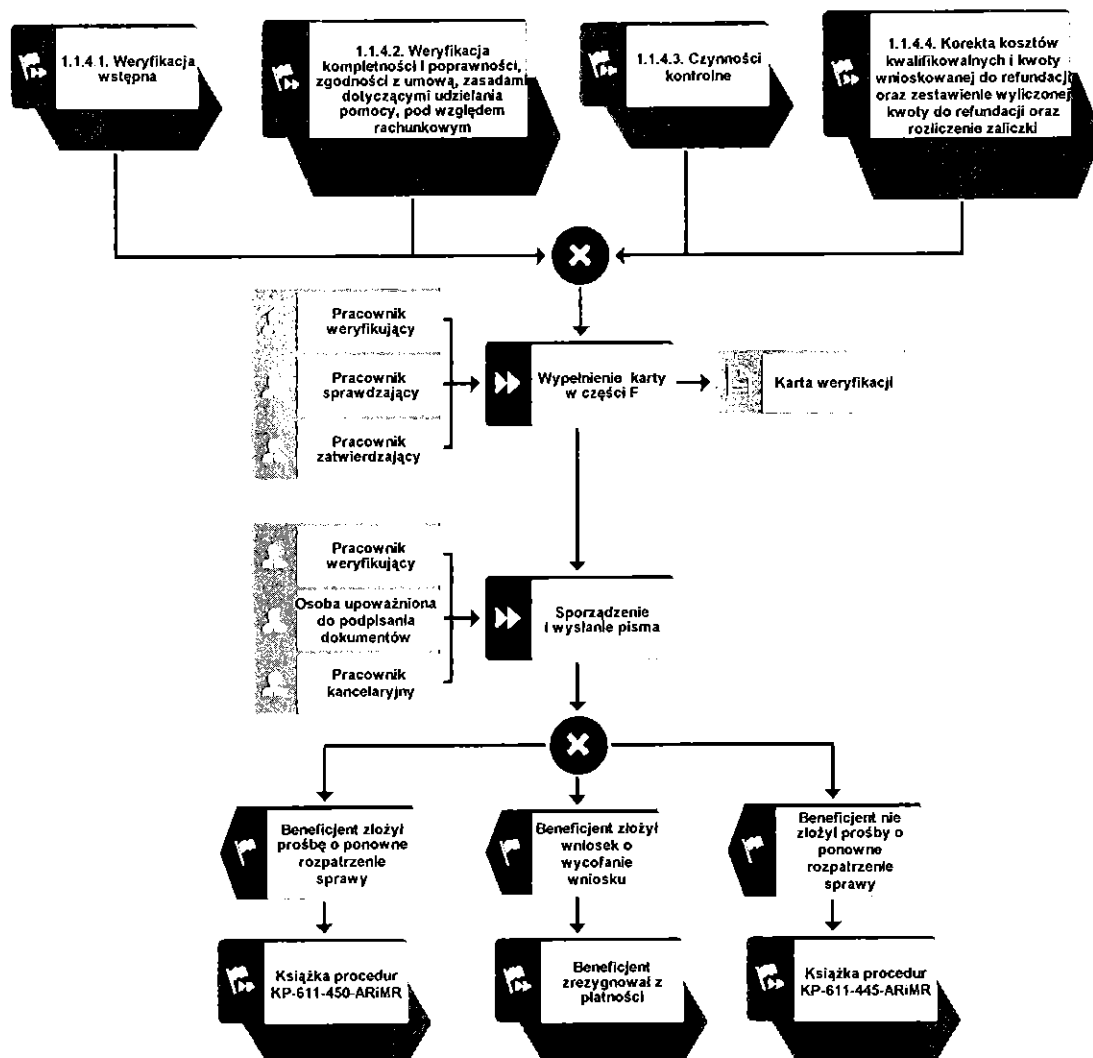 1.1.4.1. Weryfikacja
wstępna
1.1.4.2. Weryfikacja
kompletności I poprawności,
zgodności z umową, zasadami
dotyczącymi udzielania
pomocy, pod względem
rachunkowym
1.1.4.3. Czynności
kontrolne
1.1.4.4. Korekta kosztów
kwalifikowalnych i kwoty
wnioskowanej do refundacji
oraz zestawienie wyliczonej
kwoty do refundacji oraz
rozliczenie zaliczki
Pracownik
weryfikujący
Pracownik
sprawdzający
Pracownik
zatwierdzający
Wypełnienie karty
w części F
Karta weryfikacji
Pracownik
weryfikujący
Osoba upoważniona
do podpisania
dokumentów
Pracownik
kancelaryjny
Sporządzenie
i wysłanie pisma
Beneficjent złożył
prośbę o ponowne
rozpatrzenie
sprawy
Beneficjent złożył
wniosek o
wycofanie
wniosku
Beneficjent nie
złożył prośby o
ponowne
rozpatrzenie
sprawy
Książka procedur
KP-611-450-ARiMR
Beneficjent
zrezygnował z
płatności
Książka procedur
KP-611-445-ARiMR